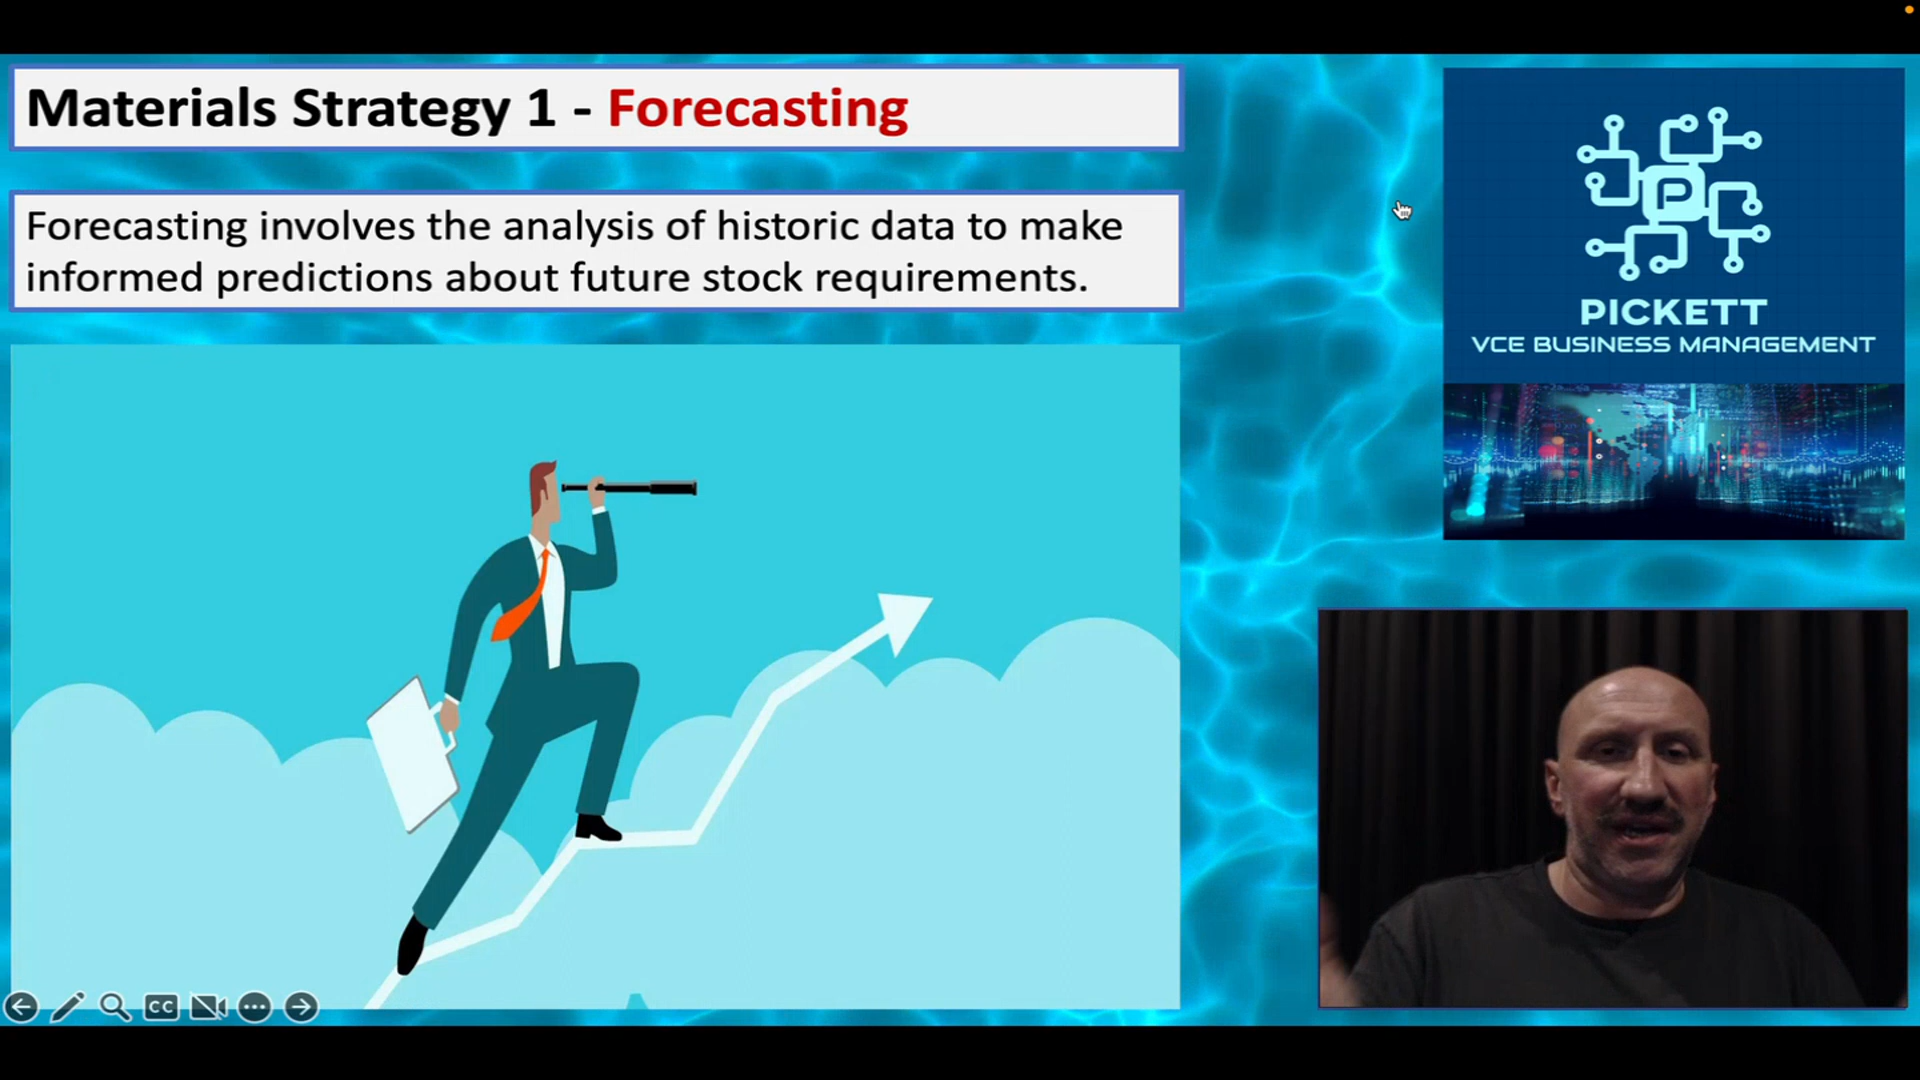 Materials Strategy 1 - Forecasting
Forecasting involves the analysis of historic data to make
informed predictions about future stock requirements.
P
PICKETT
VCE BUSINESS MANAGEMENT
CC